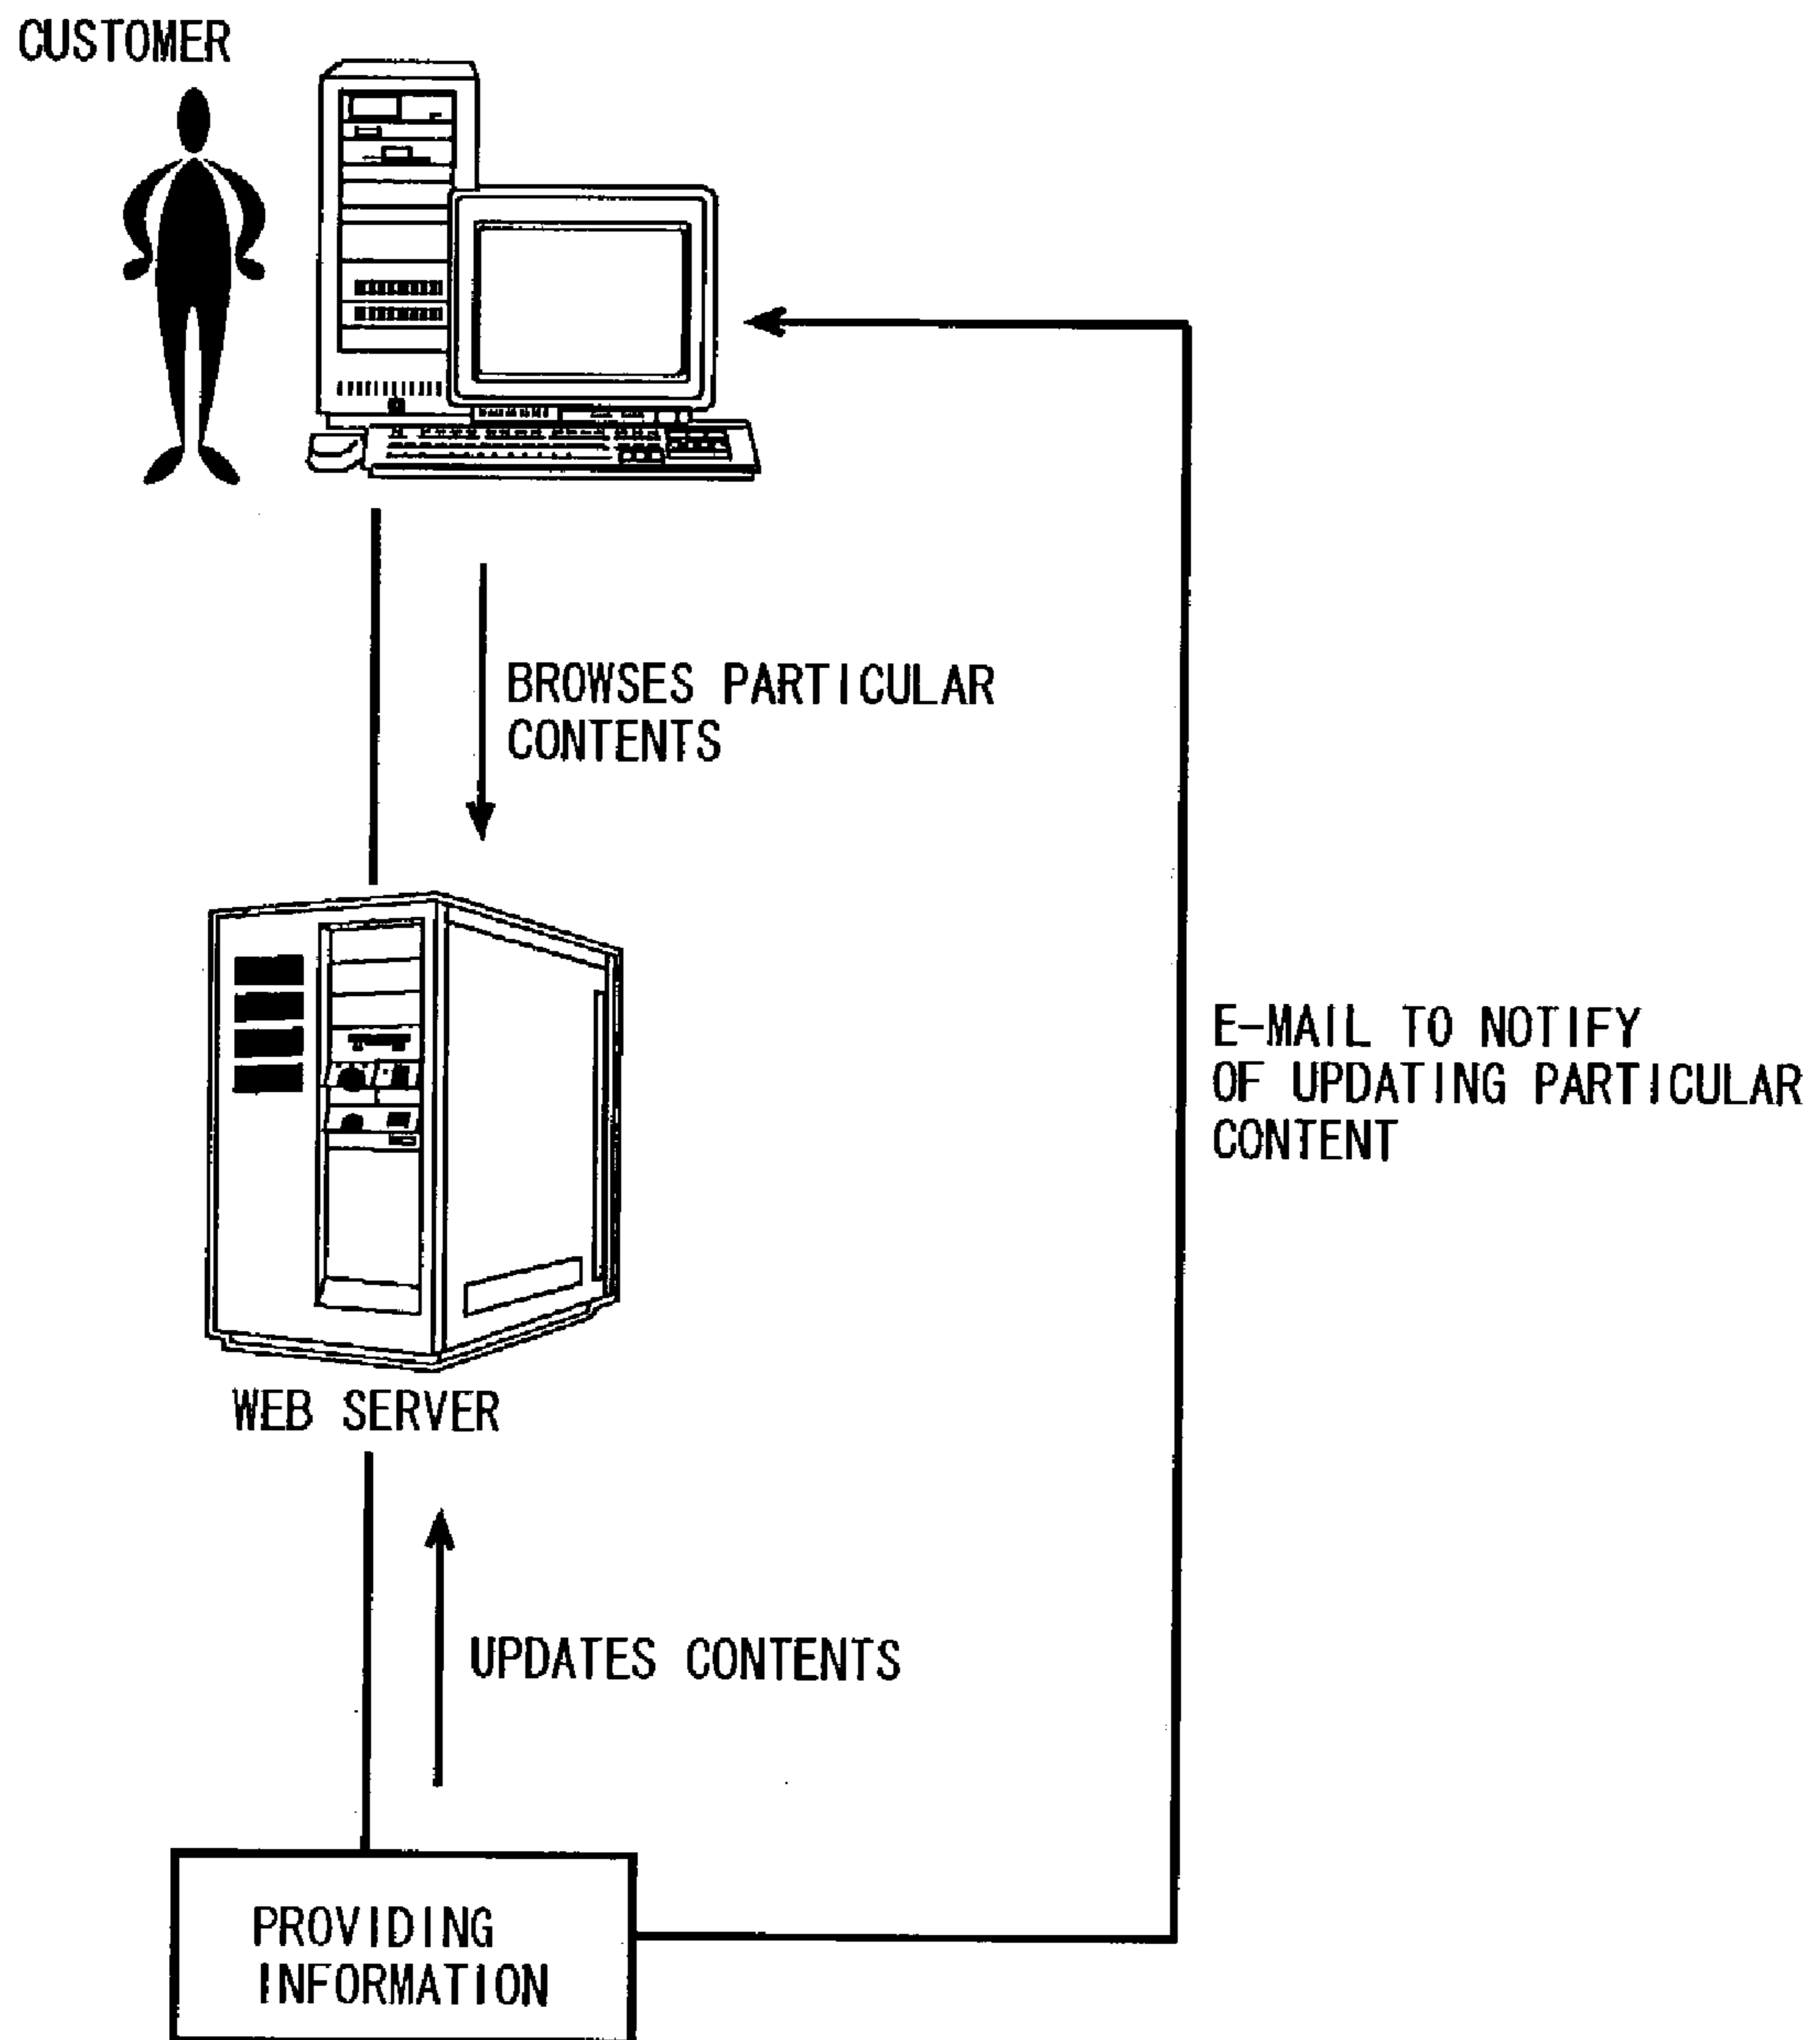 CUSTOMER
BROWSES PARTICULAR
CONTENTS
E-MAIL TO NOTIFY
OF UPDATING PARTICULAR
CONTENT
WEB SERVER
UPDATES CONTENTS
PROVIDING
INFORMATION